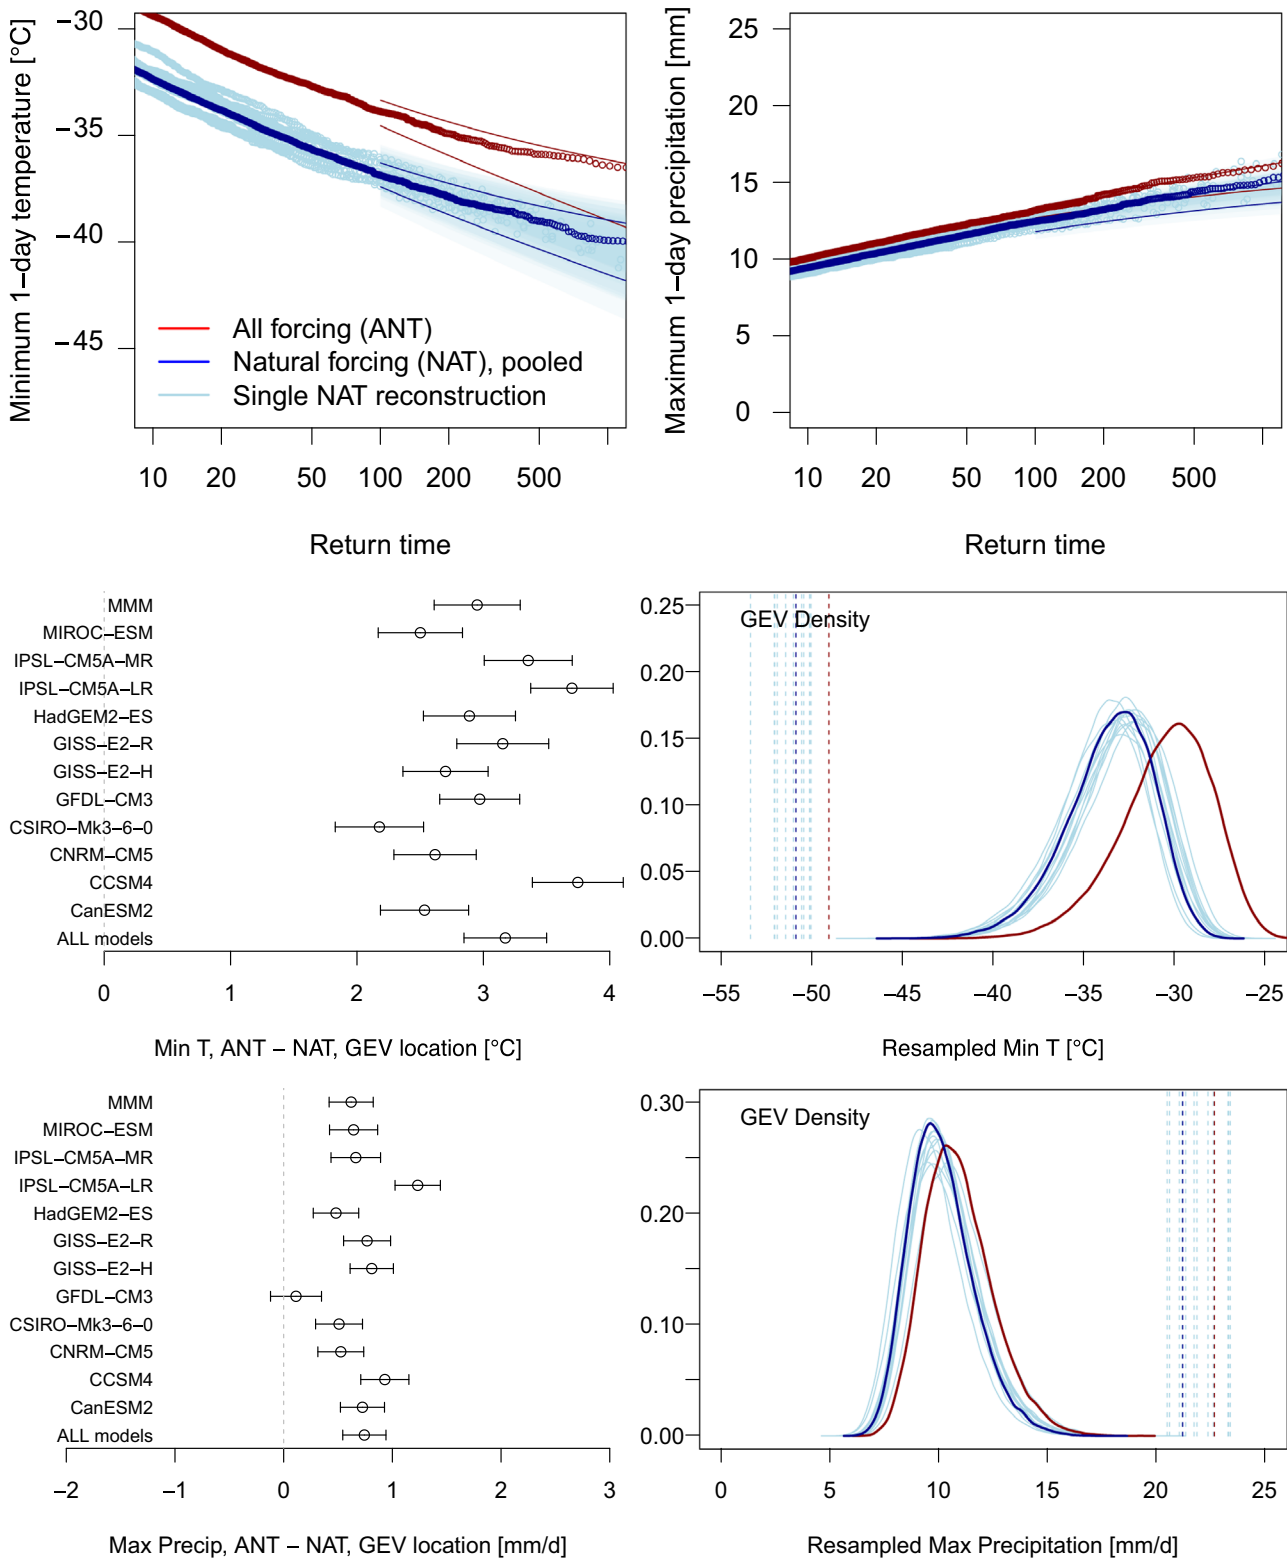 Minimum 1–day temperature [°C]
−30
−35
−40
−45
All forcing (ANT)
Natural forcing (NAT), pooled
Single NAT reconstruction
10 20 50 100 200 500
Return time
Maximum 1–day precipitation [mm]
25
20
15
10
5
0
10 20 50 100 200 500
Return time
MMM
MIROC−ESM
IPSL−CM5A−MR
IPSL−CM5A−LR
HadGEM2−ES
GISS−E2−R
GISS−E2−H
GFDL−CM3
CSIRO−Mk3−6−0
CNRM−CM5
CCSM4
CanESM2
ALL models
0 1 2 3 4
Min T, ANT − NAT, GEV location [°C]
GEV Density
0.25
0.20
0.15
0.10
0.05
0.00
−55 −50 −45 −40 −35 −30 −25
Resampled Min T [°C]
MMM
MIROC−ESM
IPSL−CM5A−MR
IPSL−CM5A−LR
HadGEM2−ES
GISS−E2−R
GISS−E2−H
GFDL−CM3
CSIRO−Mk3−6−0
CNRM−CM5
CCSM4
CanESM2
ALL models
−2 −1 0 1 2 3
Max Precip, ANT − NAT, GEV location [mm/d]
GEV Density
0.30
0.20
0.10
0.00
0 5 10 15 20 25
Resampled Max Precipitation [mm/d]